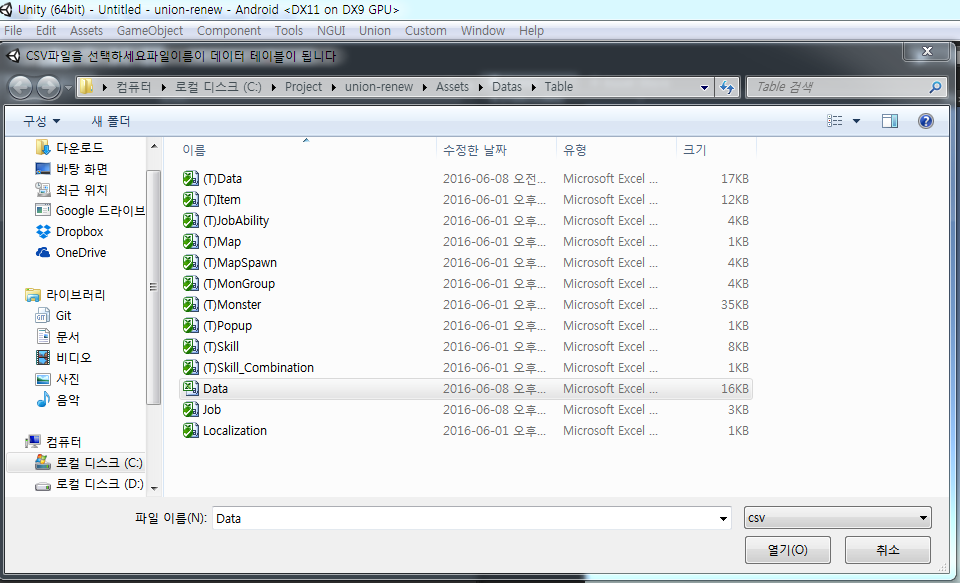 Unity (64bit) - Untitled - union-renew - Android <DX11 on DX9 GPU>
File Edit Assets GameObject Component Tools NGUI Union Custom Window Help
CSV파일을 선택하세요파일이름이 데이터 테이블이 됩니다
컴퓨터 로컬 디스크 (C:) Project union-renew Assets Datas Table Table 검색
구성 새 폴더
다운로드
바탕 화면
최근 위치
Google 드라이브
Dropbox
OneDrive
라이브러리
Git
문서
비디오
사진
음악
컴퓨터
로컬 디스크 (C:)
로컬 디스크 (D:)
이름 수정한 날짜 유형 크기
(T)Data 2016-06-08 오전... Microsoft Excel ... 17KB
(T)Item 2016-06-01 오후... Microsoft Excel ... 12KB
(T)JobAbility 2016-06-01 오후... Microsoft Excel ... 4KB
(T)Map 2016-06-01 오후... Microsoft Excel ... 1KB
(T)MapSpawn 2016-06-01 오후... Microsoft Excel ... 4KB
(T)MonGroup 2016-06-01 오후... Microsoft Excel ... 4KB
(T)Monster 2016-06-01 오후... Microsoft Excel ... 35KB
(T)Popup 2016-06-01 오후... Microsoft Excel ... 1KB
(T)Skill 2016-06-01 오후... Microsoft Excel ... 8KB
(T)Skill_Combination 2016-06-01 오후... Microsoft Excel ... 1KB
Data 2016-06-08 오후... Microsoft Excel ... 16KB
Job 2016-06-08 오후... Microsoft Excel ... 3KB
Localization 2016-06-01 오후... Microsoft Excel ... 1KB
파일 이름(N): Data csv
열기(O) 취소